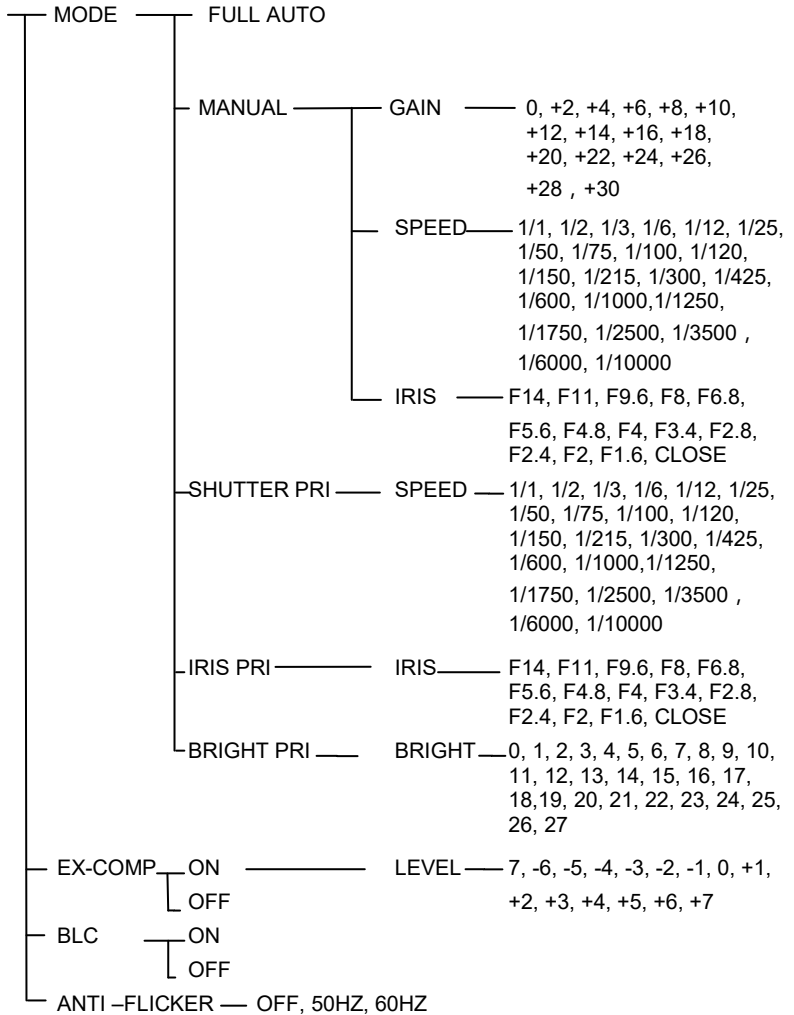 MODE FULL AUTO
MANUAL GAIN 0, +2, +4, +6, +8, +10,
+12, +14, +16, +18,
+20, +22, +24, +26,
+28 , +30
SPEED 1/1, 1/2, 1/3, 1/6, 1/12, 1/25,
1/50, 1/75, 1/100, 1/120,
1/150, 1/215, 1/300, 1/425,
1/600, 1/1000,1/1250,
1/1750, 1/2500, 1/3500 ,
1/6000, 1/10000
IRIS F14, F11, F9.6, F8, F6.8,
F5.6, F4.8, F4, F3.4, F2.8,
F2.4, F2, F1.6, CLOSE
SHUTTER PRI SPEED 1/1, 1/2, 1/3, 1/6, 1/12, 1/25,
1/50, 1/75, 1/100, 1/120,
1/150, 1/215, 1/300, 1/425,
1/600, 1/1000,1/1250,
1/1750, 1/2500, 1/3500 ,
1/6000, 1/10000
IRIS PRI IRIS F14, F11, F9.6, F8, F6.8,
F5.6, F4.8, F4, F3.4, F2.8,
F2.4, F2, F1.6, CLOSE
BRIGHT PRI BRIGHT 0, 1, 2, 3, 4, 5, 6, 7, 8, 9, 10,
11, 12, 13, 14, 15, 16, 17,
18,19, 20, 21, 22, 23, 24, 25,
26, 27
EX-COMP ON LEVEL 7, -6, -5, -4, -3, -2, -1, 0, +1,
OFF +2, +3, +4, +5, +6, +7
BLC ON
OFF
ANTI –FLICKER OFF, 50HZ, 60HZ